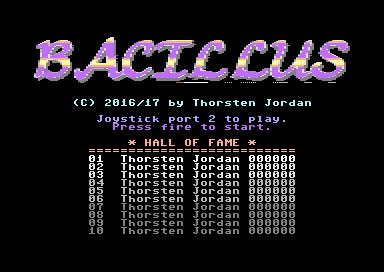 BACILLUS
(C) 2016/17 by Thorsten Jordan
Joystick port 2 to play.
Press fire to start.
* HALL OF FAME *
==========================
01 Thorsten Jordan 000000
02 Thorsten Jordan 000000
03 Thorsten Jordan 000000
04 Thorsten Jordan 000000
05 Thorsten Jordan 000000
06 Thorsten Jordan 000000
07 Thorsten Jordan 000000
08 Thorsten Jordan 000000
09 Thorsten Jordan 000000
10 Thorsten Jordan 000000